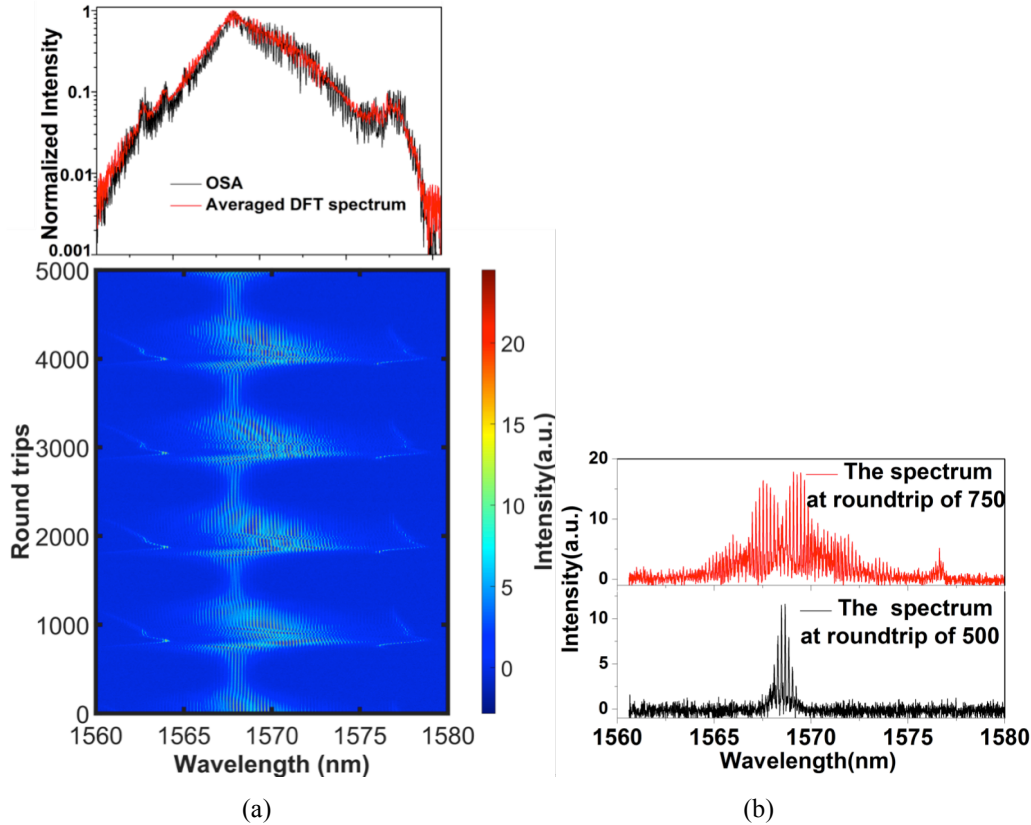 Normalized Intensity
1
0.1
0.01
0.001
OSA
Averaged DFT spectrum
Round trips
5000
4000
3000
2000
1000
0
1560 1565 1570 1575 1580
Wavelength (nm)
20
15
10
5
0
Intensity(a.u.)
(a)
Intensity(a.u.)
20
10
0
The spectrum
at roundtrip of 750
10
5
0
The spectrum
at roundtrip of 500
1560 1565 1570 1575 1580
Wavelength(nm)
(b)